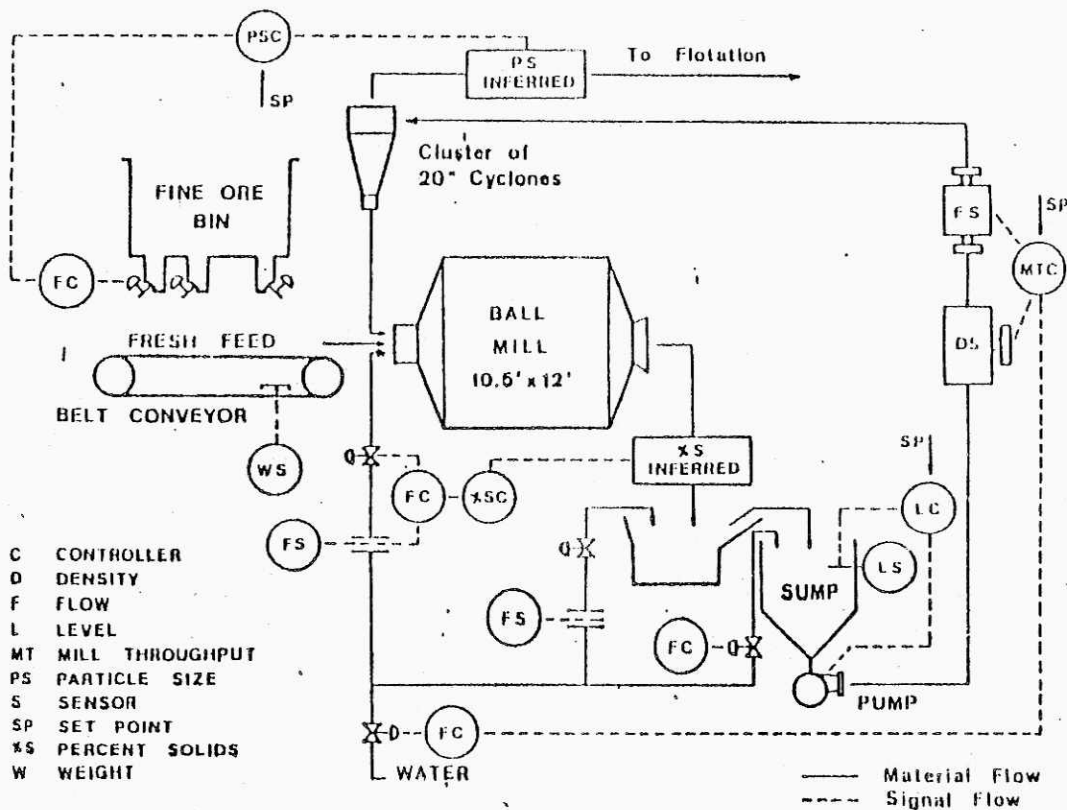 PSC
PS
INFERRED
To Flotation
SP
Cluster of
20" Cyclones
FINE ORE
BIN
FS
SP
FC
MTC
BALL
MILL
10.5' x 12'
FRESH FEED
DS
BELT CONVEYOR
WS
%S
INFERRED
SP
FC
%SC
LC
FS
LS
SUMP
FS
FC
PUMP
FC
WATER
C CONTROLLER
D DENSITY
F FLOW
L LEVEL
MT MILL THROUGHPUT
PS PARTICLE SIZE
S SENSOR
SP SET POINT
%S PERCENT SOLIDS
W WEIGHT
Material Flow
Signal Flow